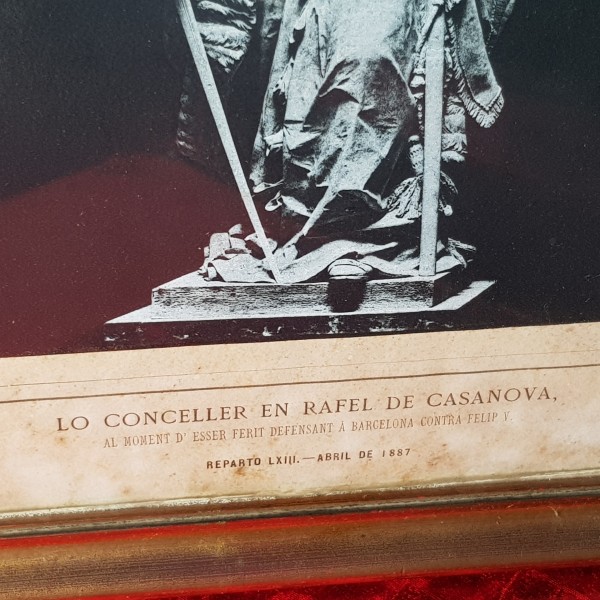 LO CONCELLER EN RAFEL DE CASANOVA,
AL MOMENT D' ESSER FERIT DEFENSANT Á BARCELONA CONTRA FELIP V.
REPARTO LXIII.—ABRIL DE 1887